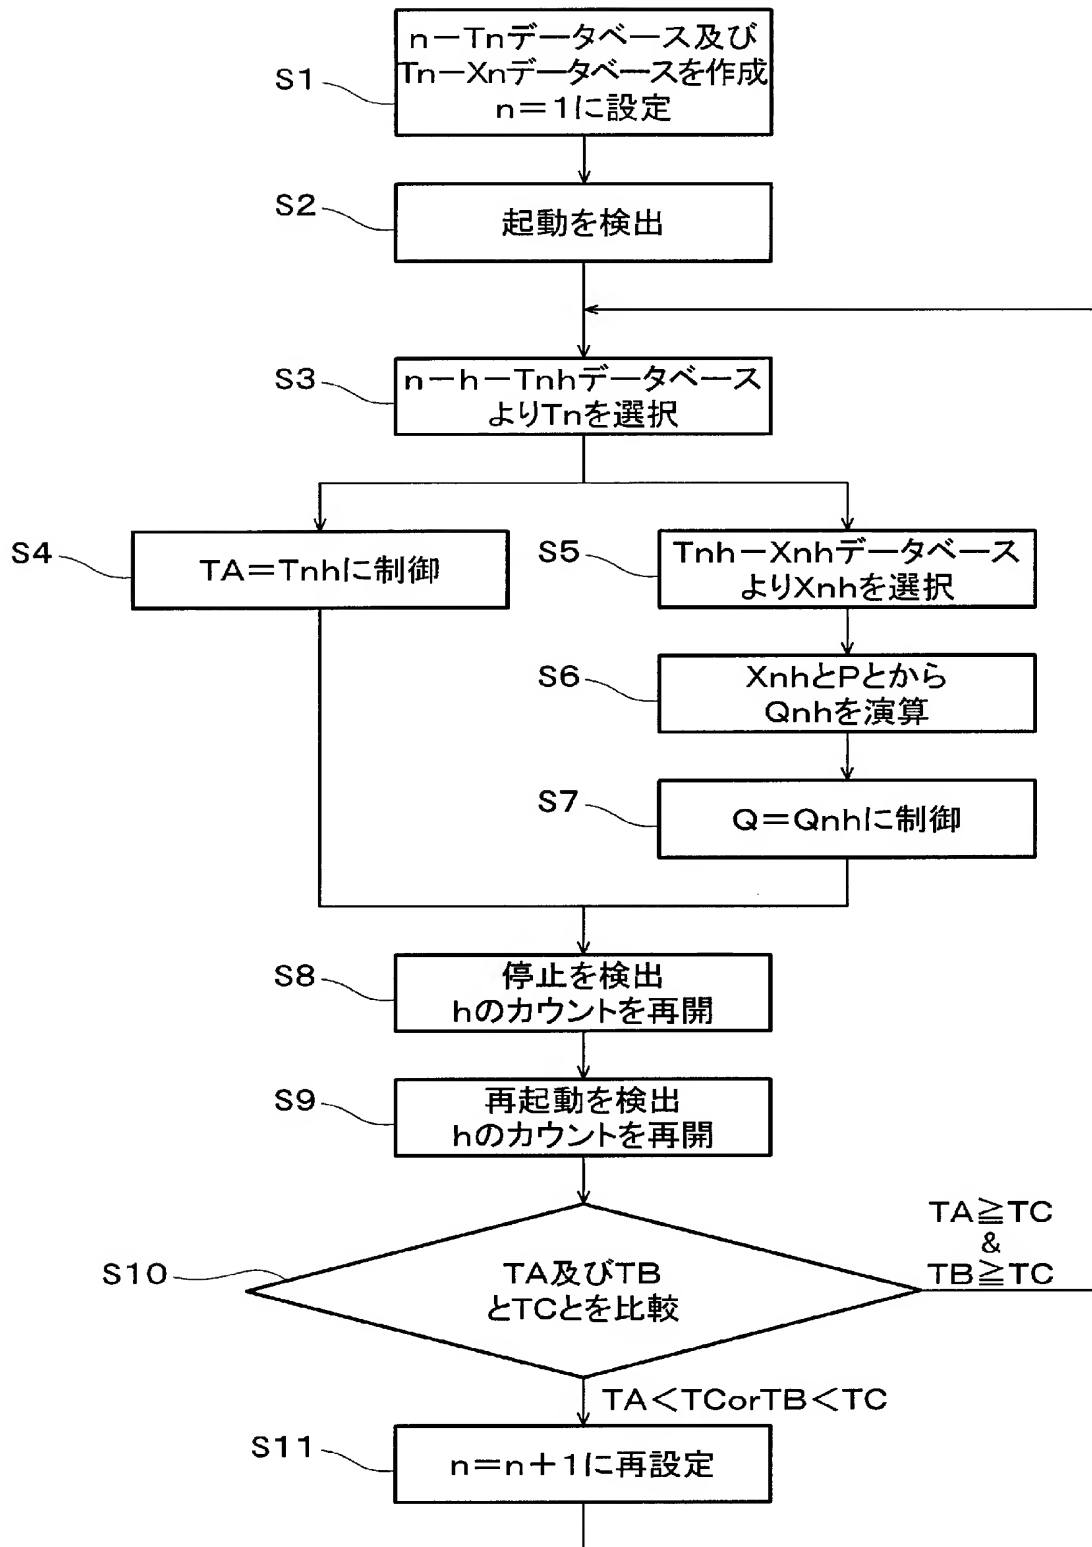 S1
n－Tnデータベース及び
Tn－Xnデータベースを作成
n＝1に設定
S2
起動を検出
S3
n－h－Tnhデータベース
よりTnを選択
S4
TA＝Tnhに制御
S5
Tnh－Xnhデータベース
よりXnhを選択
S6
XnhとPとから
Qnhを演算
S7
Q＝Qnhに制御
S8
停止を検出
hのカウントを再開
S9
再起動を検出
hのカウントを再開
S10
TA及びTB
とTCとを比較
TA≧TC
&
TB≧TC
TA＜TCorTB＜TC
S11
n＝n＋1に再設定